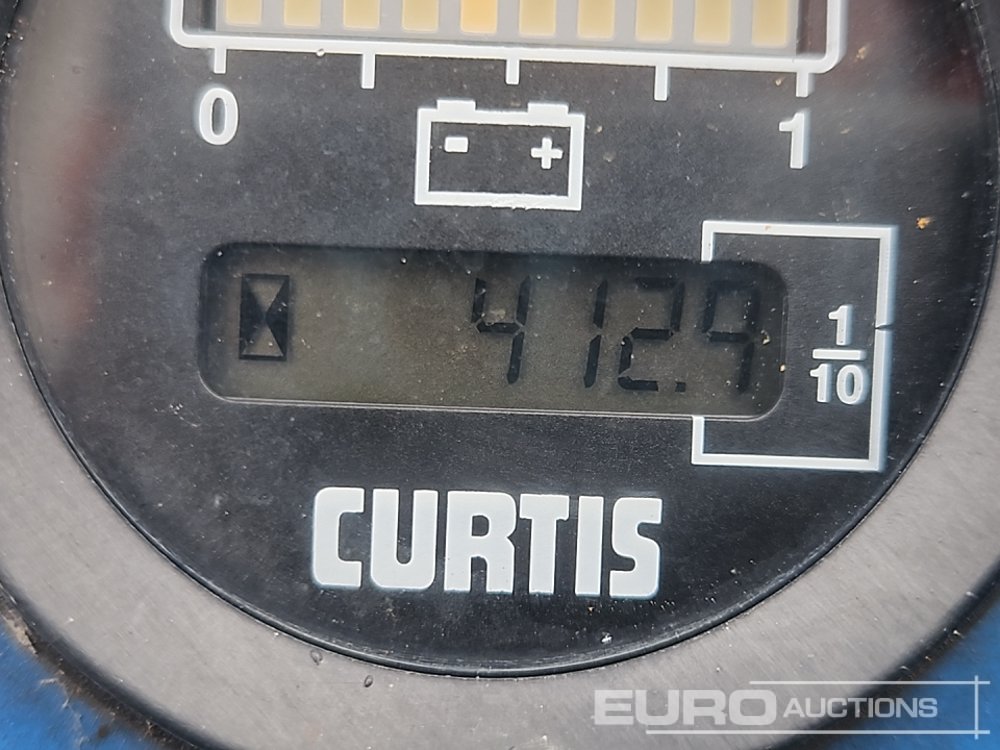 0 1
- +
412.9
1
10
CURTIS
EURO AUCTIONS